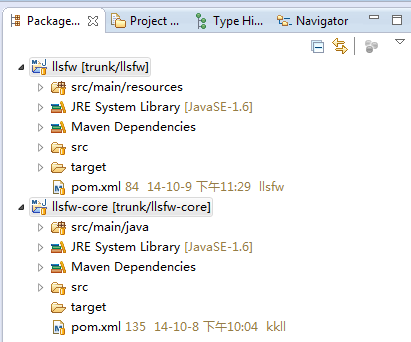 Package... Project ... Type Hi... Navigator
llsfw [trunk/llsfw]
src/main/resources
JRE System Library [JavaSE-1.6]
Maven Dependencies
src
target
pom.xml 84 14-10-9 下午11:29 llsfw
llsfw-core [trunk/llsfw-core]
src/main/java
JRE System Library [JavaSE-1.6]
Maven Dependencies
src
target
pom.xml 135 14-10-8 下午10:04 kkll